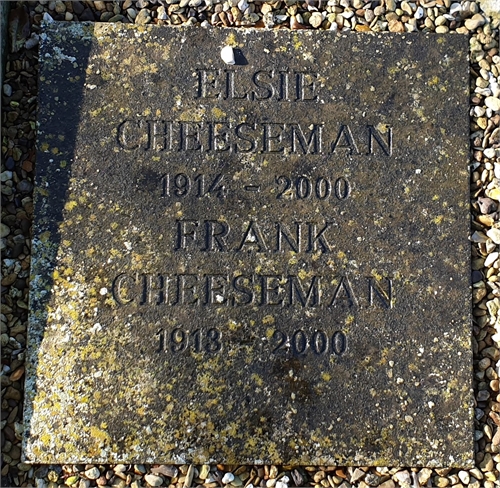 ELSIE
CHEESEMAN
1914 - 2000
FRANK
CHEESEMAN
1913 - 2000